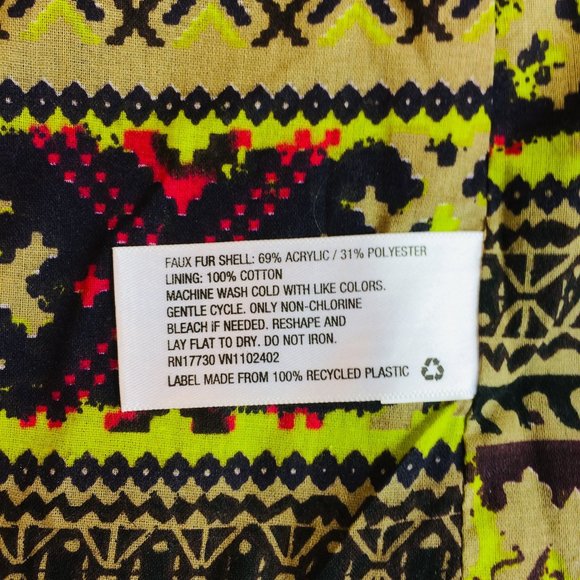 FAUX FUR SHELL: 69% ACRYLIC / 31% POLYESTER
LINING: 100% COTTON
MACHINE WASH COLD WITH LIKE COLORS.
GENTLE CYCLE. ONLY NON-CHLORINE
BLEACH iF NEEDED. RESHAPE AND
LAY FLAT TO DRY. DO NOT IRON.
RN17730 VN1102402
LABEL MADE FROM 100% RECYCLED PLASTIC